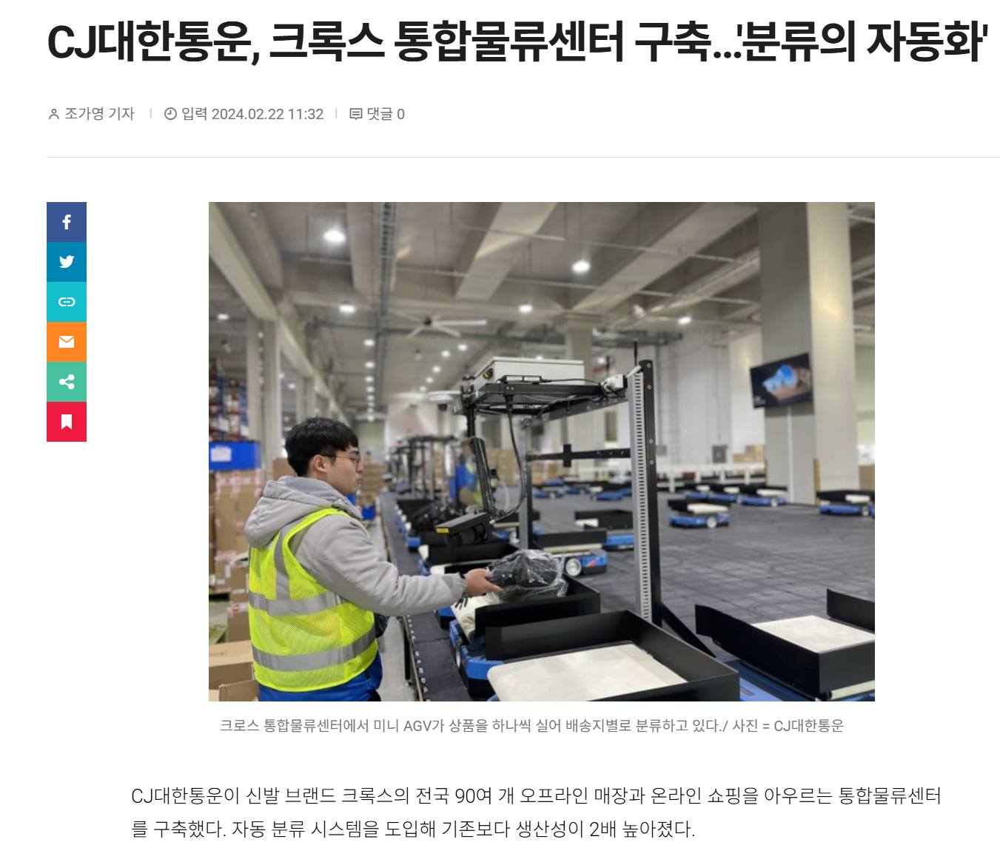 CJ대한통운, 크록스 통합물류센터 구축...'분류의 자동화'
조가영 기자
입력 2024.02.22 11:32
댓글 0
크로스 통합물류센터에서 미니 AGV가 상품을 하나씩 실어 배송지별로 분류하고 있다./ 사진 = CJ대한통운
CJ대한통운이 신발 브랜드 크록스의 전국 90여 개 오프라인 매장과 온라인 쇼핑을 아우르는 통합물류센터
를 구축했다. 자동 분류 시스템을 도입해 기존보다 생산성이 2배 높아졌다.